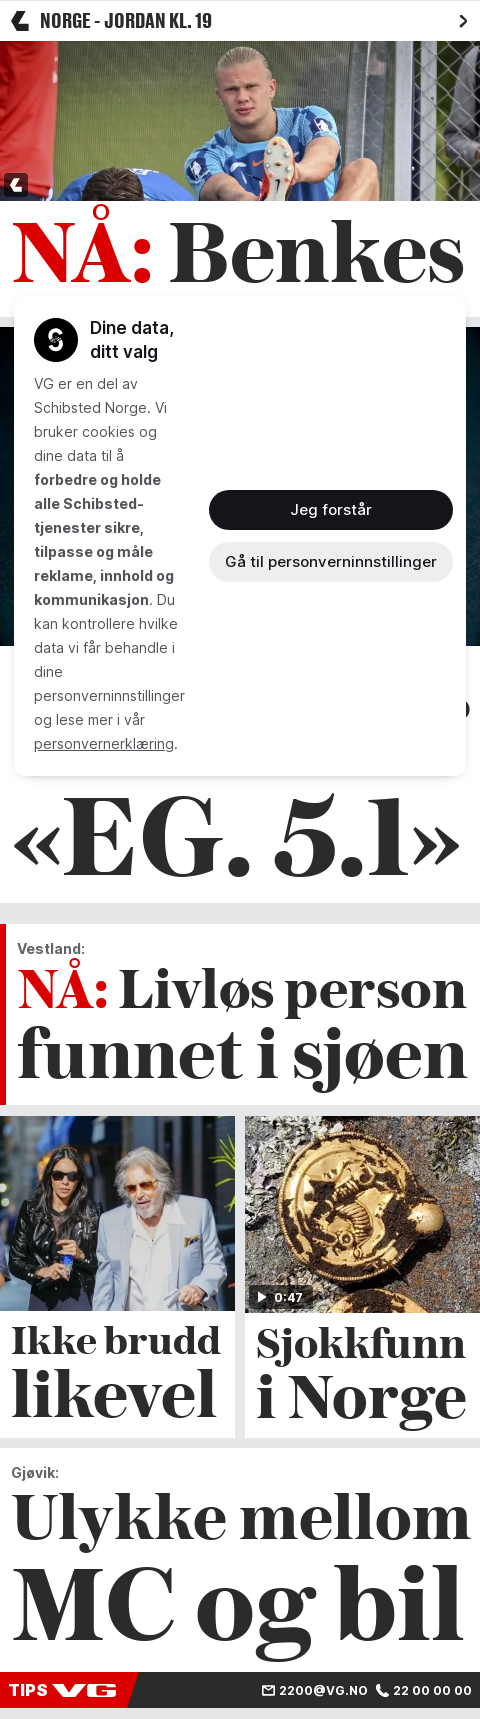 NORGE - JORDAN KL. 19
NÅ: Benkes
Dine data,
ditt valg
VG er en del av
Schibsted Norge. Vi
bruker cookies og
dine data til å
forbedre og holde
alle Schibsted-
tjenester sikre,
tilpasse og måle
reklame, innhold og
kommunikasjon. Du
kan kontrollere hvilke
data vi får behandle i
dine
personverninnstillinger
og lese mer i vår
personvernerklæring.
Jeg forstår
Gå til personverninnstillinger
«EG. 5.1»
Vestland:
NÅ: Livløs person
funnet i sjøen
0:47
Ikke brudd
likevel
Sjokkfunn
i Norge
Gjøvik:
Ulykke mellom
MC og bil
TIPS VG
2200@VG.NO
22 00 00 00